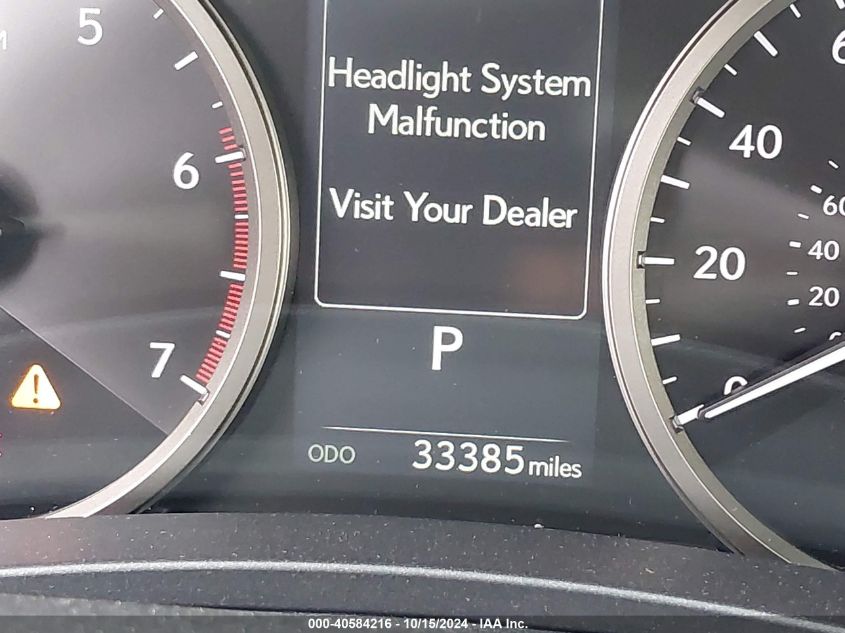 5
6
7
Headlight System
Malfunction
Visit Your Dealer
P
ODO 33385 miles
40
20
0
60
40
20
000-40584216 - 10/15/2024 - IAA Inc.